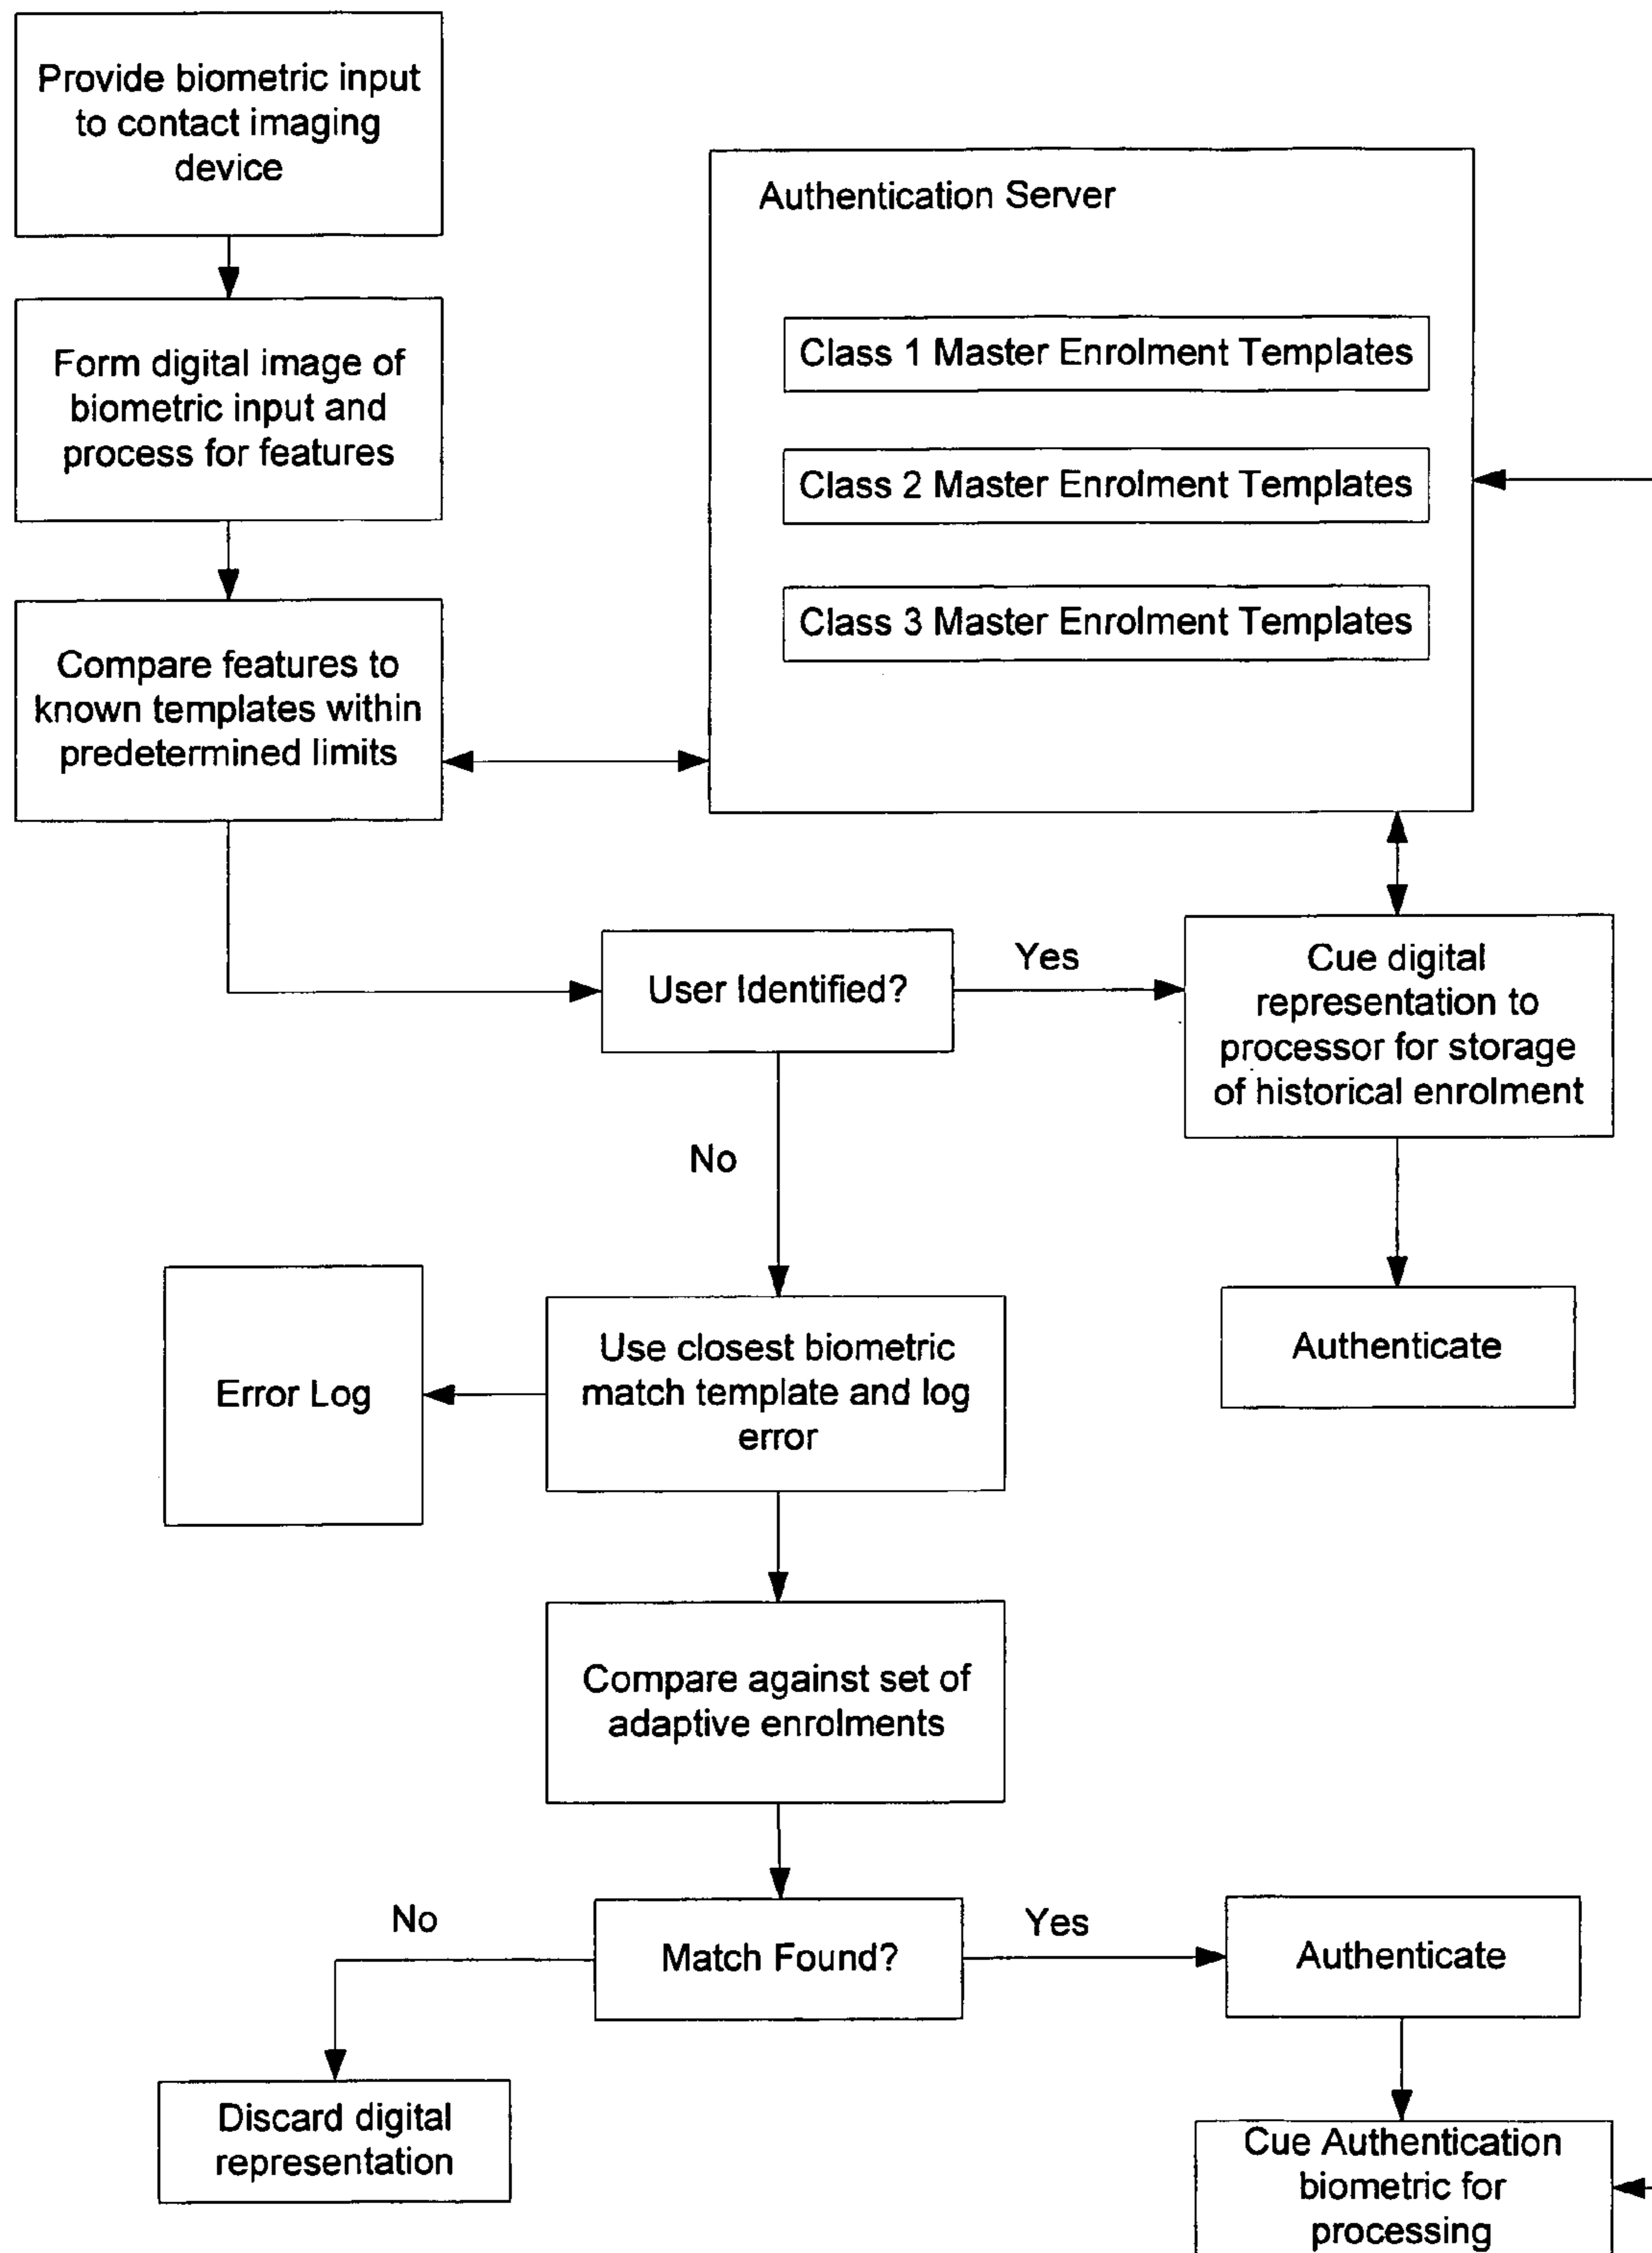 Provide biometric input
to contact imaging
device
Authentication Server
Form digital image of
biometric input and
process for features
Class 1 Master Enrolment Templates
Class 2 Master Enrolment Templates
Class 3 Master Enrolment Templates
Compare features to
known templates within
predetermined limits
User Identified?
Yes
Cue digital
representation to
processor for storage
of historical enrolment
No
Authenticate
Use closest biometric
match template and log
error
Error Log
Compare against set of
adaptive enrolments
Match Found?
No
Yes
Authenticate
Discard digital
representation
Cue Authentication
biometric for
processing